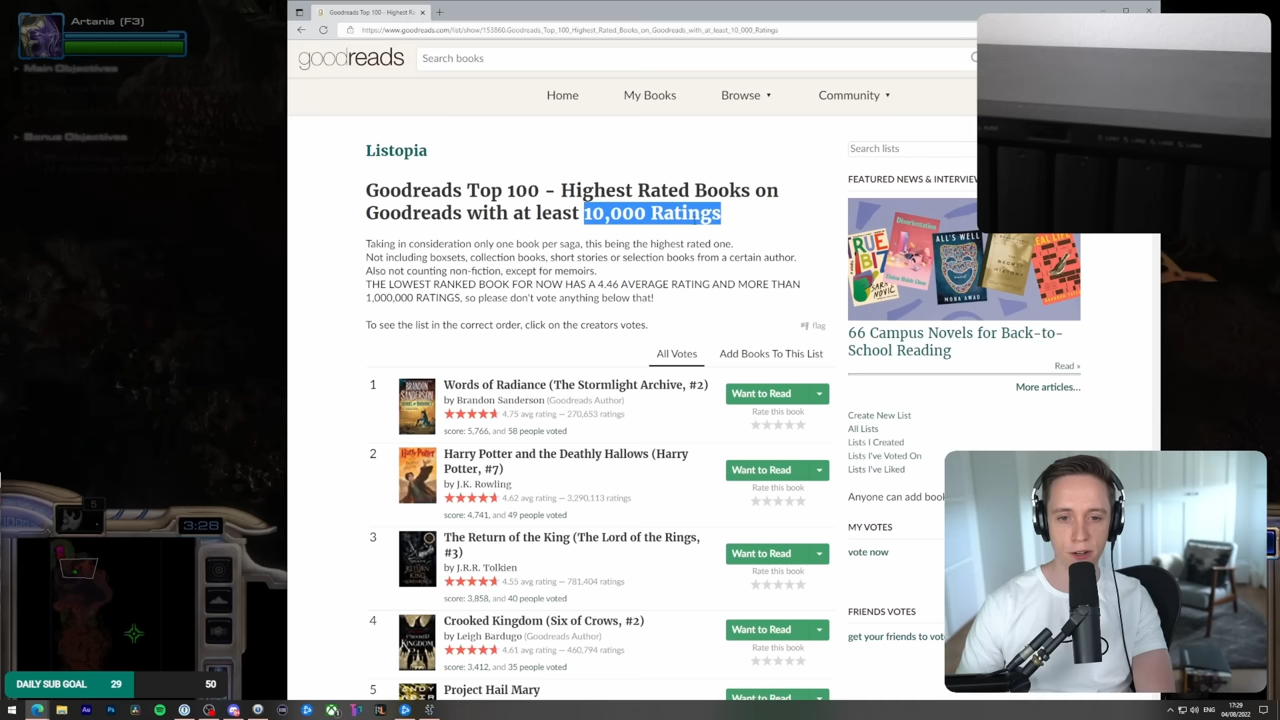 Artanis (F3)
Main Objectives
Bonus Objectives
Goodreads Top 100 - Highest R
https://www.goodreads.com/list/show/153860.Goodreads_Top_100_Highest_Rated_Books_on_Goodreads_with_at_least_10_000_Ratings
goodreads
Search books
Home
My Books
Browse ▾
Community ▾
Listopia
Goodreads Top 100 - Highest Rated Books on
Goodreads with at least 10,000 Ratings
Taking in consideration only one book per saga, this being the highest rated one.
Not including boxsets, collection books, short stories or selection books from a certain author.
Also not counting non-fiction, except for memoirs.
THE LOWEST RANKED BOOK FOR NOW HAS A 4.46 AVERAGE RATING AND MORE THAN
1,000,000 RATINGS, so please don't vote anything below that!
To see the list in the correct order, click on the creators votes.
flag
All Votes
Add Books To This List
1
Words of Radiance (The Stormlight Archive, #2)
by Brandon Sanderson (Goodreads Author)
4.75 avg rating — 270,653 ratings
score: 5,766, and 58 people voted
Want to Read
Rate this book
2
Harry Potter and the Deathly Hallows (Harry
Potter, #7)
by J.K. Rowling
4.62 avg rating — 3,290,113 ratings
score: 4,741, and 49 people voted
Want to Read
Rate this book
3
The Return of the King (The Lord of the Rings,
#3)
by J.R.R. Tolkien
4.55 avg rating — 781,404 ratings
score: 3,858, and 40 people voted
Want to Read
Rate this book
4
Crooked Kingdom (Six of Crows, #2)
by Leigh Bardugo (Goodreads Author)
4.61 avg rating — 460,794 ratings
score: 3,412, and 35 people voted
Want to Read
Rate this book
5
Project Hail Mary
Want to Read
Search lists
FEATURED NEWS & INTERVIEW
TRUE
BIZ
SARA NOVIC
Disorientation
ALL'S WELL
MONA AWAD
66 Campus Novels for Back-to-
School Reading
Read »
More articles...
Create New List
All Lists
Lists I Created
Lists I've Voted On
Lists I've Liked
Anyone can add book
MY VOTES
vote now
FRIENDS VOTES
get your friends to vote
5
3:28
DAILY SUB GOAL 29 50
ENG
17:29
04/08/2022